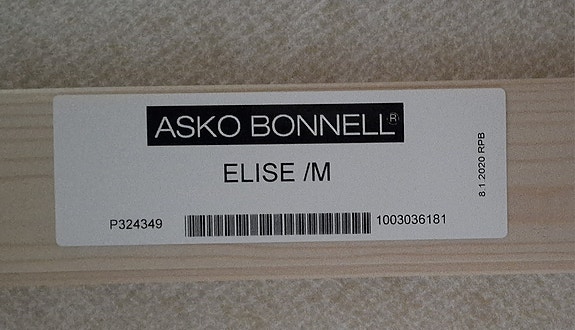 ASKO BONNELL®
ELISE /M
P324349 1003036181
8.1.2020 RPB